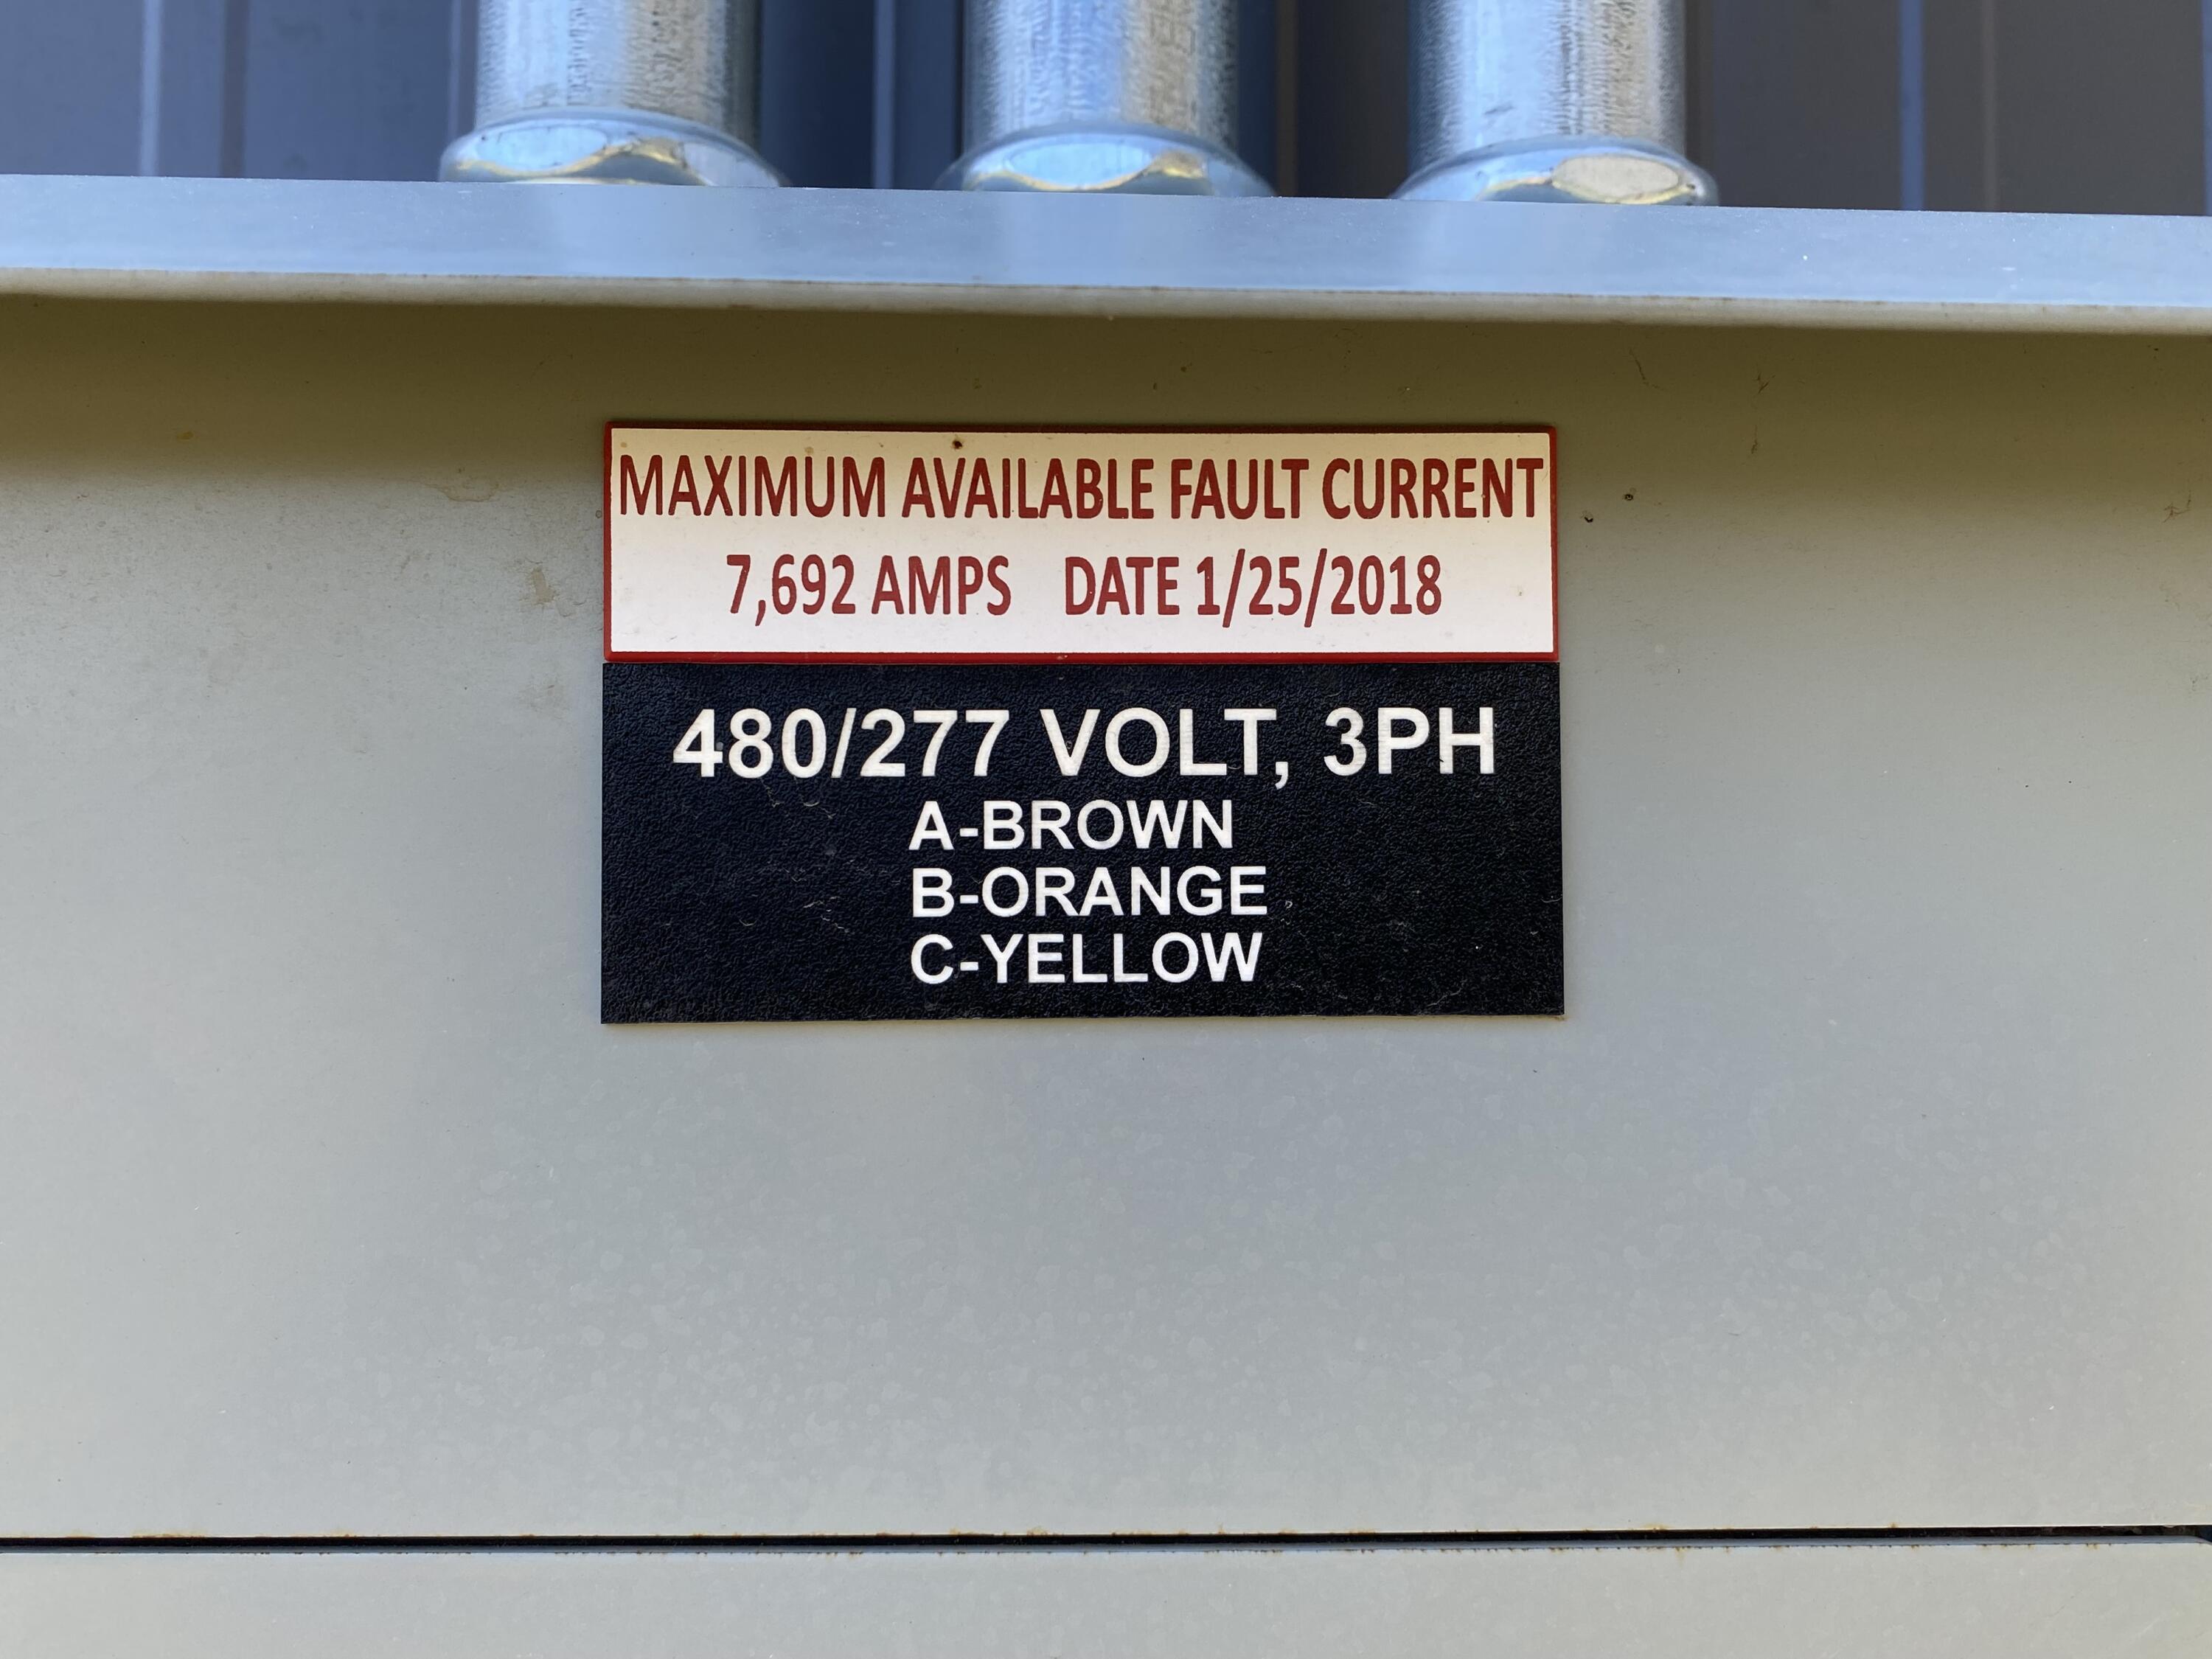 MAXIMUM AVAILABLE FAULT CURRENT
7,692 AMPS DATE 1/25/2018
480/277 VOLT, 3PH
A-BROWN
B-ORANGE
C-YELLOW